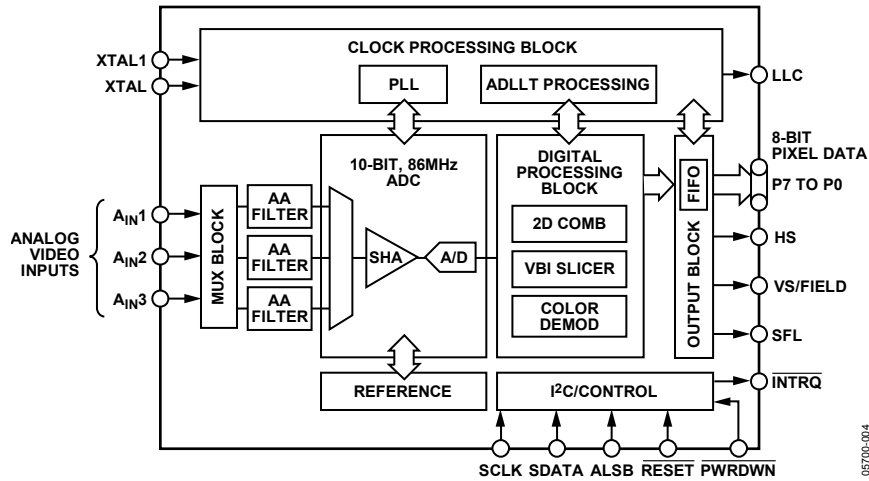 CLOCK PROCESSING BLOCK
XTAL1
XTAL
PLL
ADLLT PROCESSING
LLC
8-BIT
PIXEL DATA
P7 TO P0
10-BIT, 86MHz
ADC
DIGITAL
PROCESSING
BLOCK
FIFO
OUTPUT BLOCK
ANALOG
VIDEO
INPUTS
AIN1
AIN2
AIN3
MUX BLOCK
AA
FILTER
AA
FILTER
AA
FILTER
SHA
A/D
2D COMB
VBI SLICER
COLOR
DEMOD
HS
VS/FIELD
SFL
REFERENCE
I²C/CONTROL
INTRQ
SCLK
SDATA
ALSB
RESET
PWRDWN
05700-004